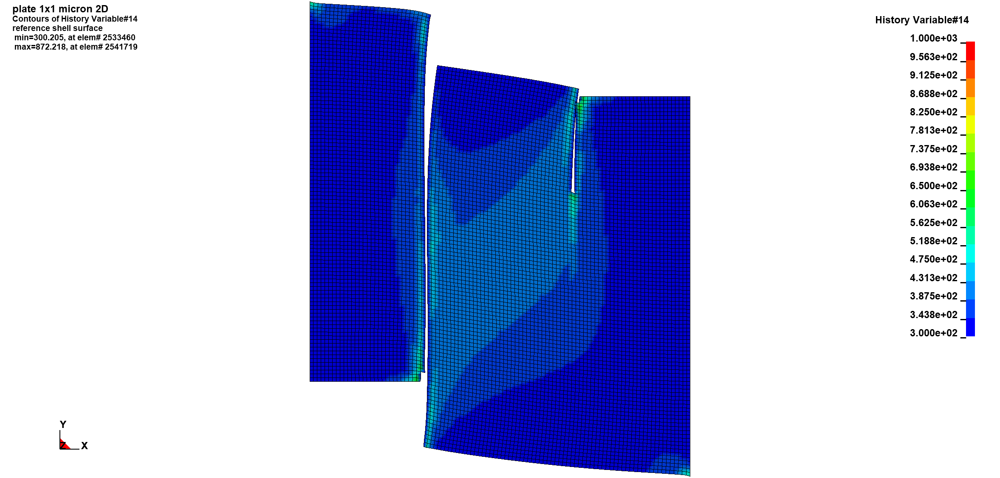 plate 1x1 micron 2D
Contours of History Variable#14
reference shell surface
min=300.205, at elem# 2533460
max=872.218, at elem# 2541719
History Variable#14
1.000e+03
9.563e+02
9.125e+02
8.688e+02
8.250e+02
7.813e+02
7.375e+02
6.938e+02
6.500e+02
6.063e+02
5.625e+02
5.188e+02
4.750e+02
4.313e+02
3.875e+02
3.438e+02
3.000e+02
Y
Z X